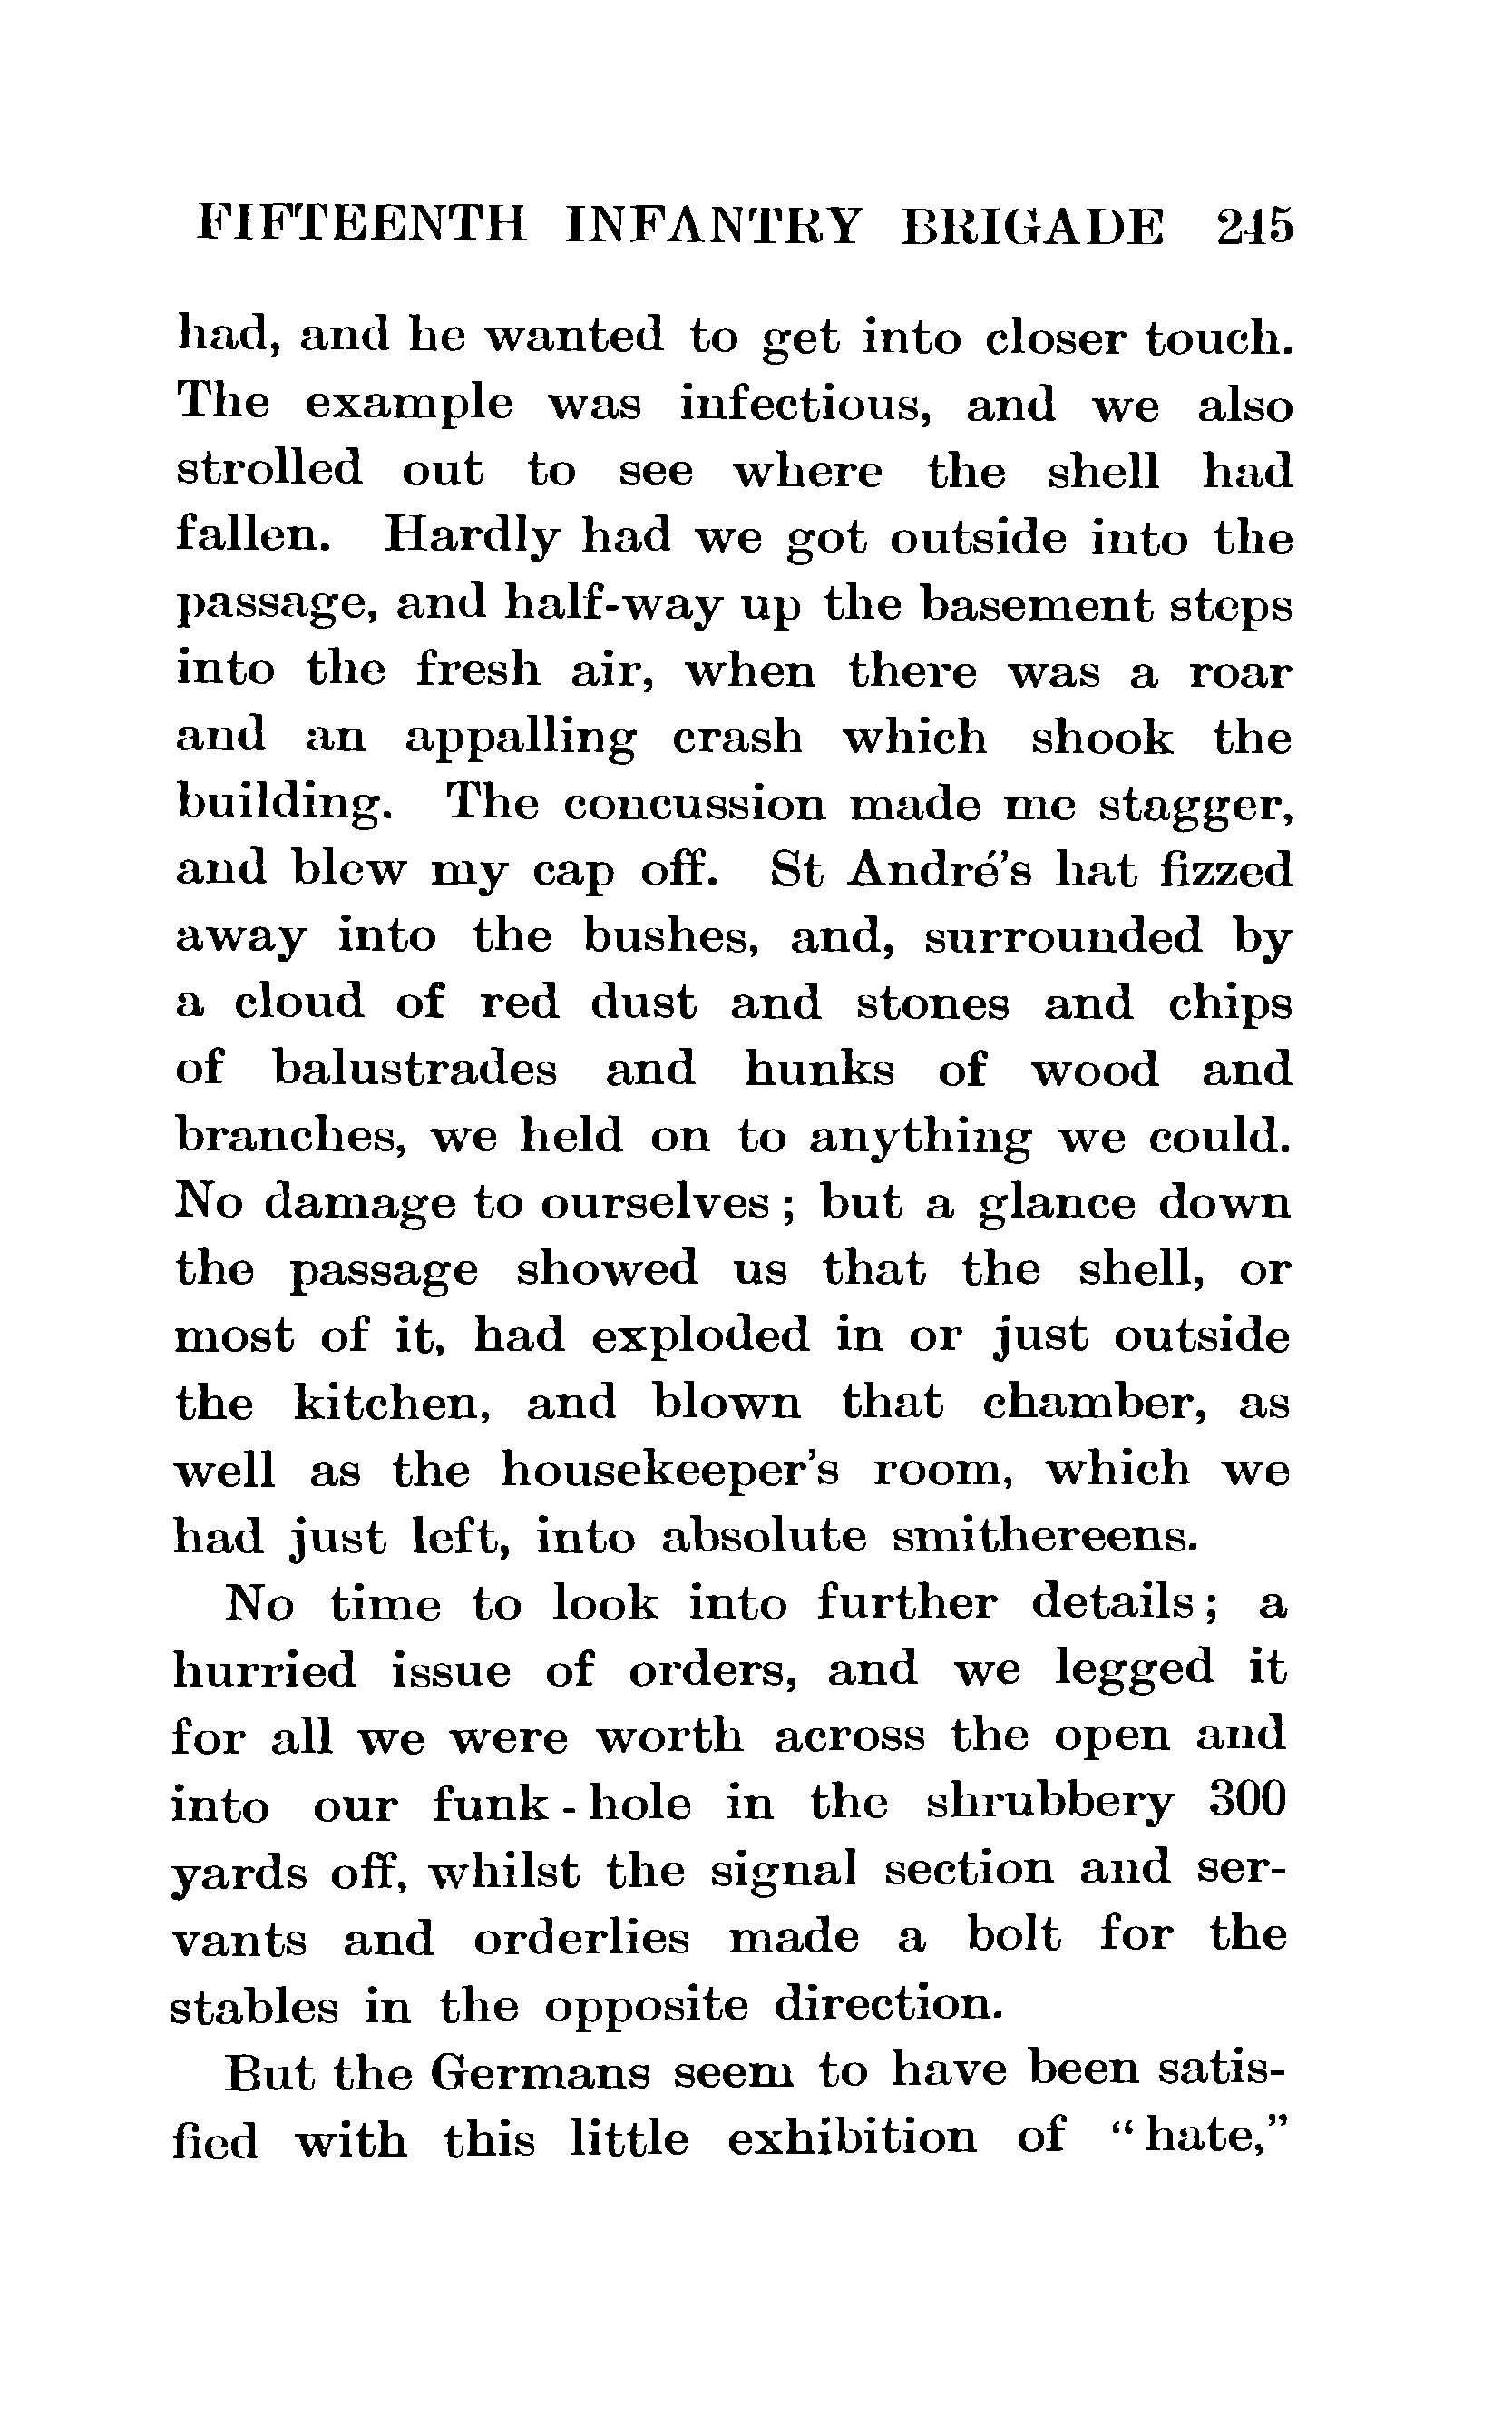 FIFTEENTH INFANTRY BRIGADE 245
had, and he wanted to get into closer touch.
The example was infectious, and we also
strolled out to see where the shell had
fallen. Hardly had we got outside into the
passage, and half-way up the basement steps
into the fresh air, when there was a roar
and an appalling crash which shook the
building. The concussion made me stagger,
and blew my cap off. St André's hat fizzed
away into the bushes, and, surrounded by
a cloud of red dust and stones and chips
of balustrades and hunks of wood and
branches, we held on to anything we could.
No damage to ourselves; but a glance down
the passage showed us that the shell, or
most of it, had exploded in or just outside
the kitchen, and blown that chamber, as
well as the housekeeper's room, which we
had just left, into absolute smithereens.
No time to look into further details; a
hurried issue of orders, and we legged it
for all we were worth across the open and
into our funk-hole in the shrubbery 300
yards off, whilst the signal section and ser-
vants and orderlies made a bolt for the
stables in the opposite direction.
But the Germans seem to have been satis-
fied with this little exhibition of "hate,"